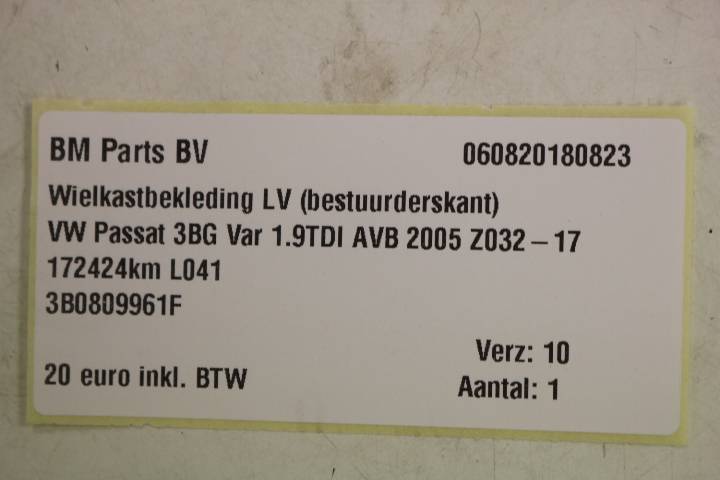 BM Parts BV 060820180823
Wielkastbekleding LV (bestuurderskant)
VW Passat 3BG Var 1.9TDI AVB 2005 Z032 – 17
172424km L041
3B0809961F
Verz: 10
20 euro inkl. BTW Aantal: 1